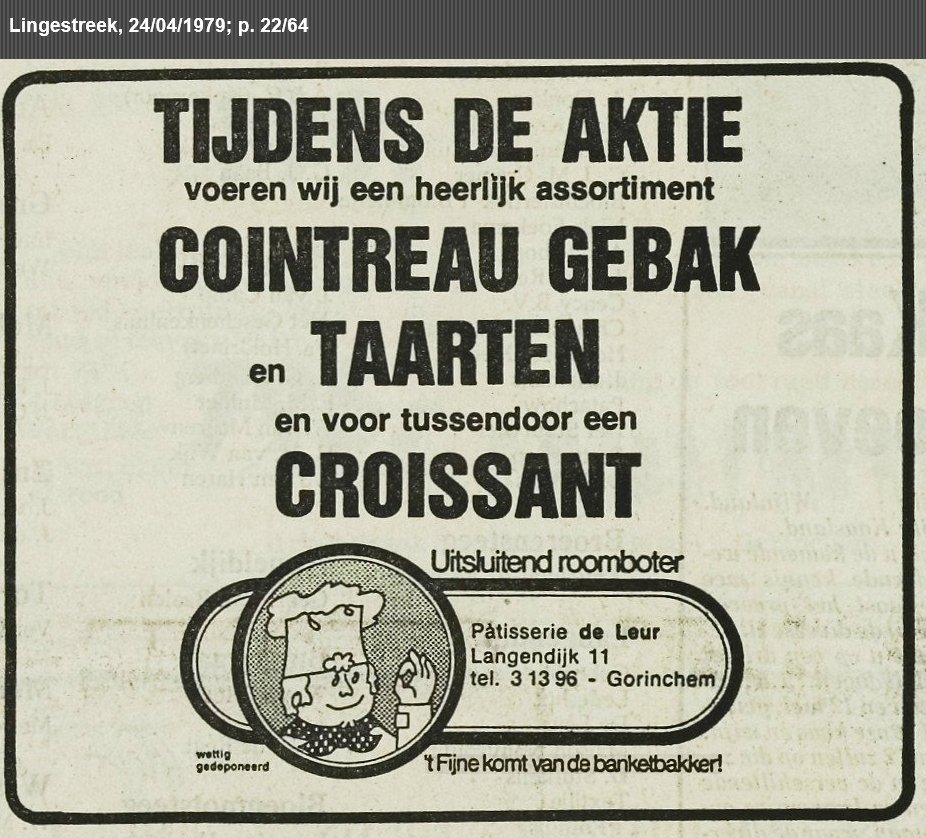 Lingestreek, 24/04/1979; p. 22/64
TIJDENS DE AKTIE
voeren wij een heerlijk assortiment
COINTREAU GEBAK
en TAARTEN
en voor tussendoor een
CROISSANT
Uitsluitend roomboter
Pâtisserie de Leur
Langendijk 11
tel. 3 13 96 - Gorinchem
wettig
gedeponeerd
't Fijne komt van de banketbakker!